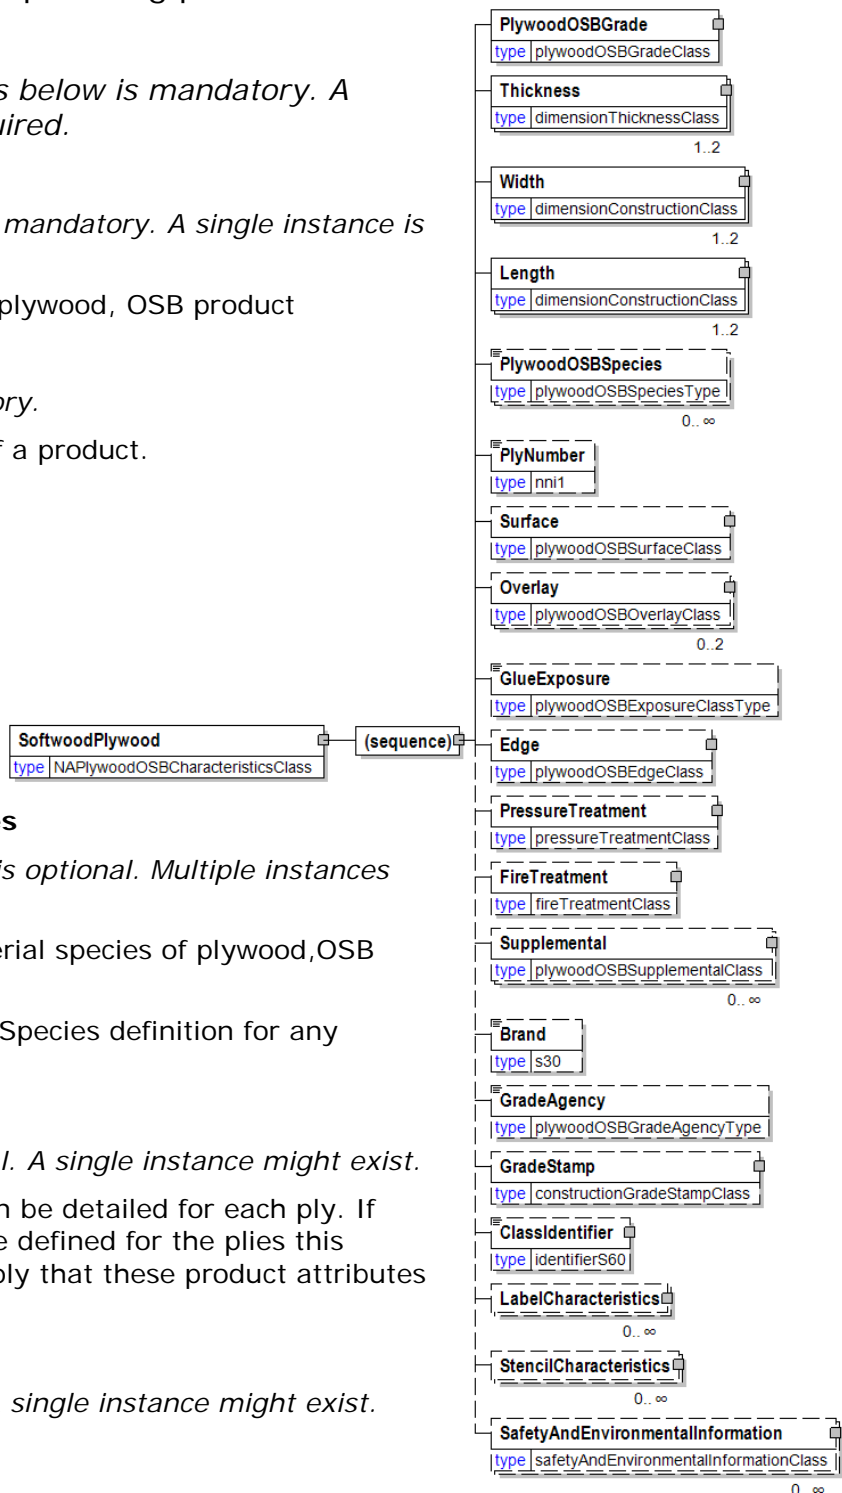 s below is mandatory. A
uired.
mandatory. A single instance is
plywood, OSB product
ory.
f a product.
es
is optional. Multiple instances
erial species of plywood,OSB
Species definition for any
l. A single instance might exist.
n be detailed for each ply. If
e defined for the plies this
ply that these product attributes
single instance might exist.
SoftwoodPlywood
type NAPlywoodOSBCharacteristicsClass
(sequence)
PlywoodOSBGrade
type plywoodOSBGradeClass
Thickness
type dimensionThicknessClass
1..2
Width
type dimensionConstructionClass
1..2
Length
type dimensionConstructionClass
1..2
PlywoodOSBSpecies
type plywoodOSBSpeciesType
0..∞
PlyNumber
type nni1
Surface
type plywoodOSBSurfaceClass
Overlay
type plywoodOSBOverlayClass
0..2
GlueExposure
type plywoodOSBExposureClassType
Edge
type plywoodOSBEdgeClass
PressureTreatment
type pressureTreatmentClass
FireTreatment
type fireTreatmentClass
Supplemental
type plywoodOSBSupplementalClass
0..∞
Brand
type s30
GradeAgency
type plywoodOSBGradeAgencyType
GradeStamp
type constructionGradeStampClass
ClassIdentifier
type identifierS60
LabelCharacteristics
0..∞
StencilCharacteristics
0..∞
SafetyAndEnvironmentalInformation
type safetyAndEnvironmentalInformationClass
0..∞